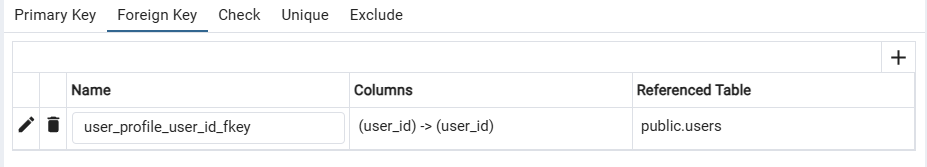 Primary Key Foreign Key Check Unique Exclude
Name Columns Referenced Table
user_profile_user_id_fkey (user_id) -> (user_id) public.users